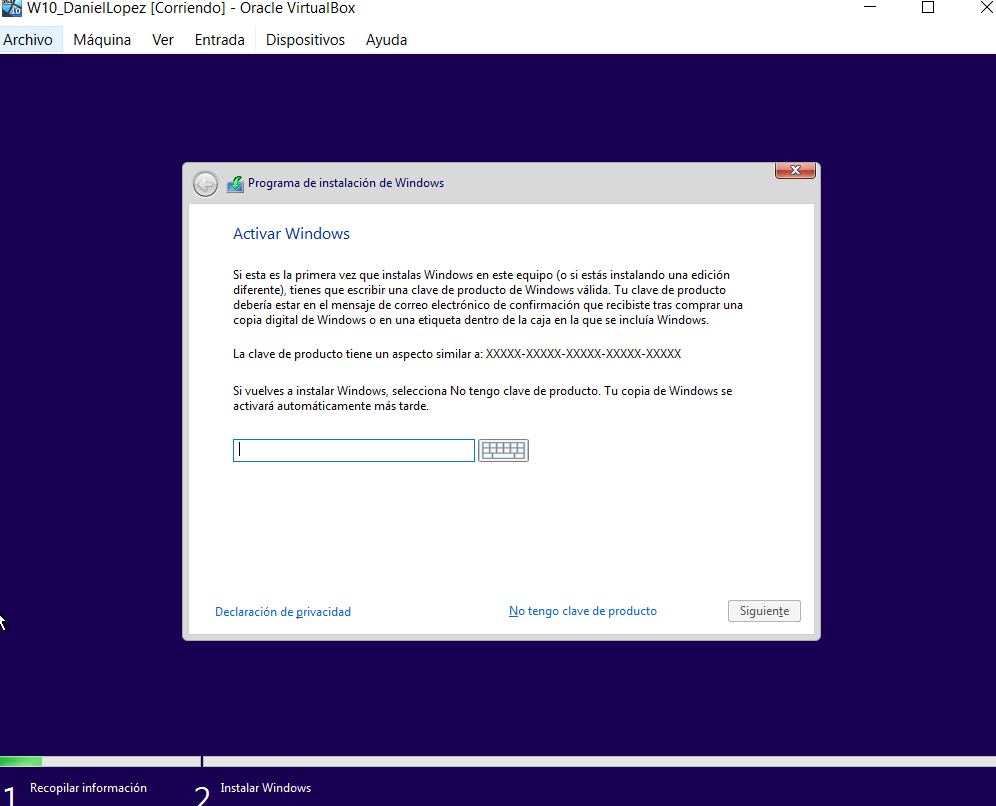 W10_DanielLopez [Corriendo] - Oracle VirtualBox
Archivo Máquina Ver Entrada Dispositivos Ayuda
Programa de instalación de Windows
Activar Windows
Si esta es la primera vez que instalas Windows en este equipo (o si estás instalando una edición
diferente), tienes que escribir una clave de producto de Windows válida. Tu clave de producto
debería estar en el mensaje de correo electrónico de confirmación que recibiste tras comprar una
copia digital de Windows o en una etiqueta dentro de la caja en la que se incluía Windows.
La clave de producto tiene un aspecto similar a: XXXXX-XXXXX-XXXXX-XXXXX-XXXXX
Si vuelves a instalar Windows, selecciona No tengo clave de producto. Tu copia de Windows se
activará automáticamente más tarde.
Declaración de privacidad No tengo clave de producto Siguiente
1 Recopilar información 2 Instalar Windows